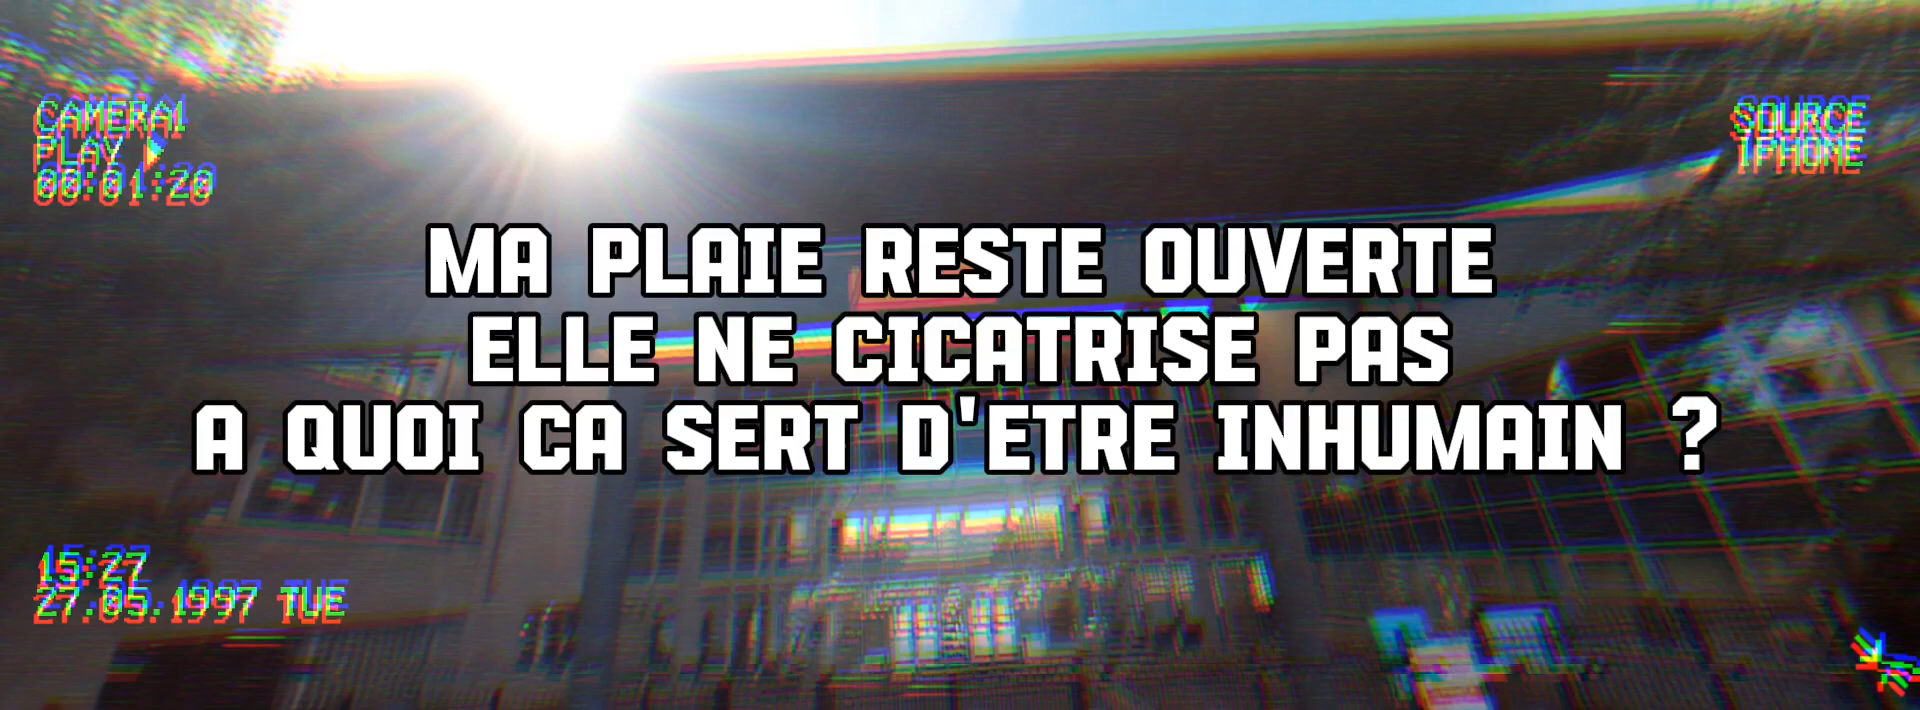 CAMERA1
PLAY
00:01:20
SOURCE
IPHONE
MA PLAIE RESTE OUVERTE
ELLE NE CICATRISE PAS
A QUOI CA SERT D'ETRE INHUMAIN ?
15:27
27.05.1997 TUE